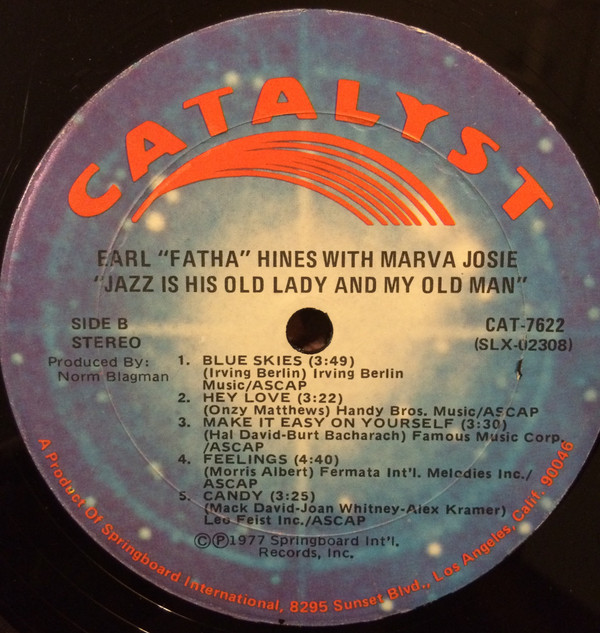 CATALYST
EARL "FATHA" HINES WITH MARVA JOSIE
"JAZZ IS HIS OLD LADY AND MY OLD MAN"
SIDE B
STEREO
CAT-7622
(SLX-02308)
Produced By:
Norm Blagman
1. BLUE SKIES (3:49)
(Irving Berlin) Irving Berlin
Music/ASCAP
2. HEY LOVE (3:22)
(Onzy Matthews) Handy Bros. Music/ASCAP
3. MAKE IT EASY ON YOURSELF (3:30)
(Hal David-Burt Bacharach) Famous Music Corp.
/ASCAP
4. FEELINGS (4:40)
(Morris Albert) Fermata Int'l. Melodies Inc./
ASCAP
5. CANDY (3:25)
(Mack David-Joan Whitney-Alex Kramer)
Leo Feist Inc./ASCAP
©℗1977 Springboard Int'l.
Records, Inc.
A Product Of Springboard International, 8295 Sunset Blvd., Los Angeles, Calif. 90046